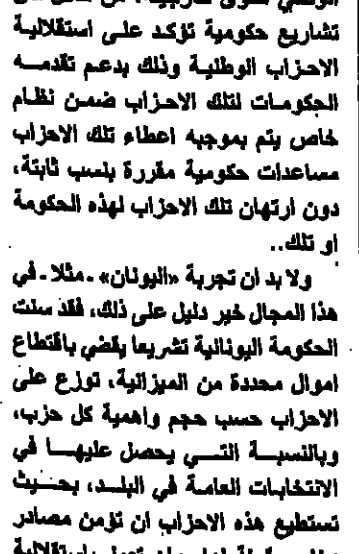 تشاريع حكومية تؤكد على استقلالية
الاحزاب الوطنية وذلك بدعم تقدمه
الحكومات لتلك الاحزاب ضمن نظام
خاص يتم بموجبه اعطاء تلك الاحزاب
مساعدات حكومية مقررة بنسب ثابتة،
دون ارتهان تلك الاحزاب لهذه الحكومة
او تلك..
ولا بد ان تجربة «اليونان» ـ مثلا ـ في
هذا المجال خير دليل على ذلك، فقد سنت
الحكومة اليونانية تشريعا يقضي باقتطاع
اموال محددة من الميزانية، توزع على
الاحزاب حسب حجم واهمية كل حزب،
وبالنسبة التي يحصل عليها في
الانتخابات العامة في البلد، بحيث
تستطيع هذه الاحزاب ان تؤمن مصادر